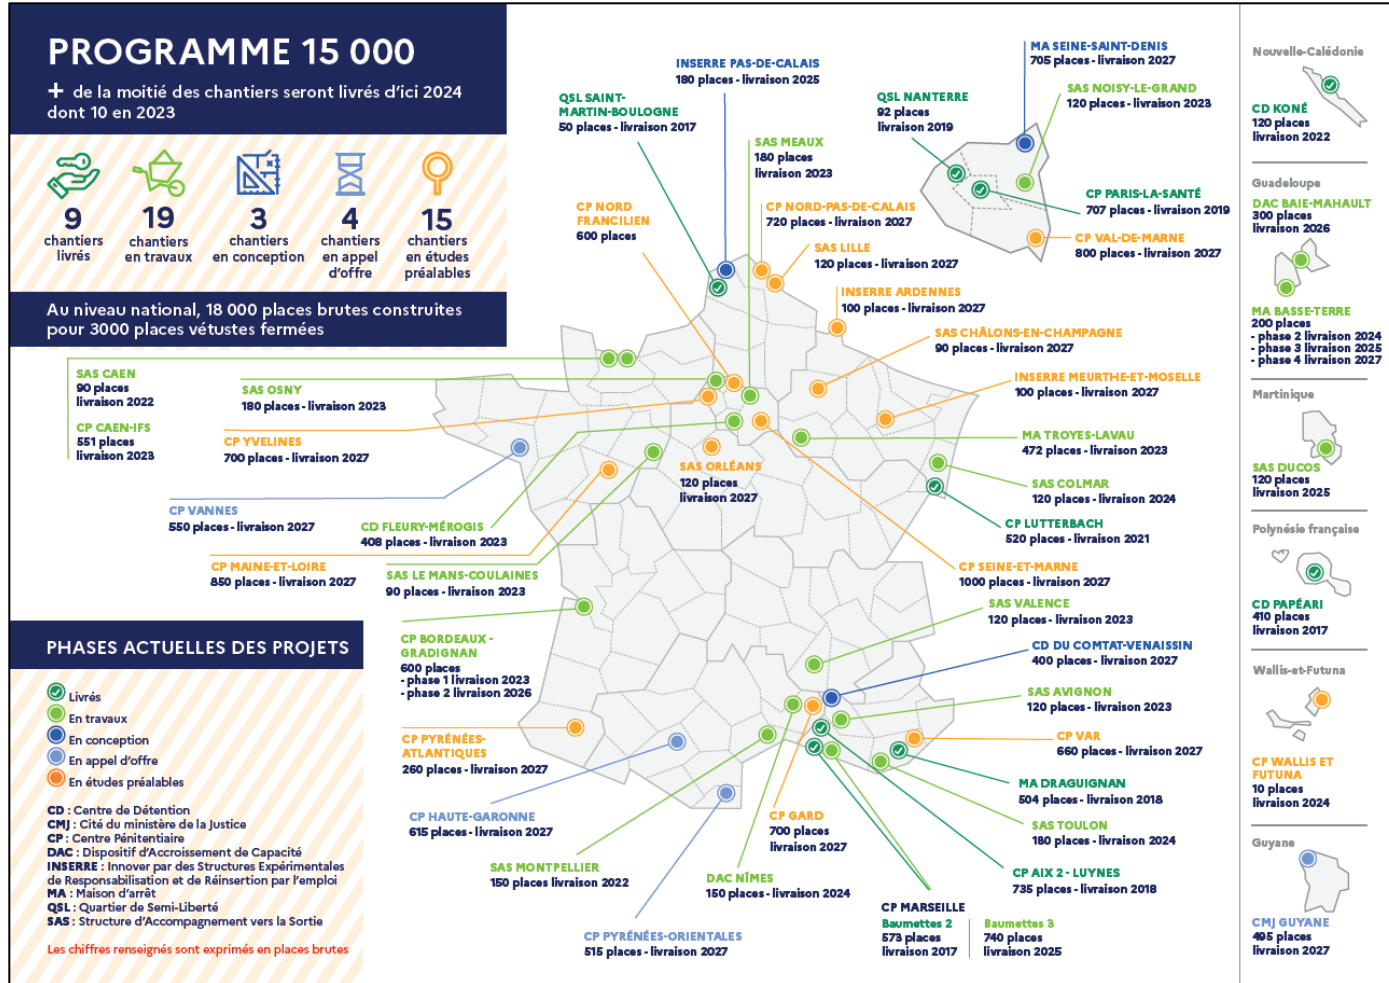 PROGRAMME 15 000
+ de la moitié des chantiers seront livrés d'ici 2024
dont 10 en 2023
9
chantiers
livrés
19
chantiers
en travaux
3
chantiers
en conception
4
chantiers
en appel
d'offre
15
chantiers
en études
préalables
Au niveau national, 18 000 places brutes construites
pour 3000 places vétustes fermées
INSERRE PAS-DE-CALAIS
180 places - livraison 2025
QSL SAINT-
MARTIN-BOULOGNE
50 places - livraison 2017
SAS MEAUX
180 places
livraison 2023
CP NORD
FRANCILIEN
600 places
CP NORD-PAS-DE-CALAIS
720 places - livraison 2027
SAS LILLE
120 places - livraison 2027
INSERRE ARDENNES
100 places - livraison 2027
SAS CHÂLONS-EN-CHAMPAGNE
90 places - livraison 2027
INSERRE MEURTHE-ET-MOSELLE
100 places - livraison 2027
MA TROYES-LAVAU
472 places - livraison 2023
SAS COLMAR
120 places - livraison 2024
CP LUTTERBACH
520 places - livraison 2021
CP SEINE-ET-MARNE
1000 places - livraison 2027
MA SEINE-SAINT-DENIS
705 places - livraison 2027
SAS NOISY-LE-GRAND
120 places - livraison 2023
QSL NANTERRE
92 places
livraison 2019
CP PARIS-LA-SANTÉ
707 places - livraison 2019
CP VAL-DE-MARNE
800 places - livraison 2027
SAS CAEN
90 places
livraison 2022
CP CAEN-IFS
551 places
livraison 2023
SAS OSNY
180 places - livraison 2023
CP YVELINES
700 places - livraison 2027
SAS ORLÉANS
120 places
livraison 2027
CP VANNES
550 places - livraison 2027
CD FLEURY-MÉROGIS
408 places - livraison 2023
CP MAINE-ET-LOIRE
850 places - livraison 2027
SAS LE MANS-COULAINES
90 places - livraison 2023
CP BORDEAUX -
GRADIGNAN
600 places
- phase 1 livraison 2023
- phase 2 livraison 2026
CP PYRÉNÉES-
ATLANTIQUES
260 places - livraison 2027
CP HAUTE-GARONNE
615 places - livraison 2027
SAS MONTPELLIER
150 places livraison 2022
CP PYRÉNÉES-ORIENTALES
515 places - livraison 2027
DAC NÎMES
150 places - livraison 2024
CP GARD
700 places
livraison 2027
SAS VALENCE
120 places - livraison 2023
CD DU COMTAT-VENAISSIN
400 places - livraison 2027
SAS AVIGNON
120 places - livraison 2023
CP VAR
660 places - livraison 2027
MA DRAGUIGNAN
504 places - livraison 2018
SAS TOULON
180 places - livraison 2024
CP AIX 2 - LUYNES
735 places - livraison 2018
CP MARSEILLE
Baumettes 2
573 places
livraison 2017
Baumettes 3
740 places
livraison 2025
PHASES ACTUELLES DES PROJETS
Livrés
En travaux
En conception
En appel d'offre
En études préalables
CD : Centre de Détention
CMJ : Cité du ministère de la Justice
CP : Centre Pénitentiaire
DAC : Dispositif d'Accroissement de Capacité
INSERRE : Innover par des Structures Expérimentales
de Responsabilisation et de Réinsertion par l'emploi
MA : Maison d'arrêt
QSL : Quartier de Semi-Liberté
SAS : Structure d'Accompagnement vers la Sortie
Les chiffres renseignés sont exprimés en places brutes
Nouvelle-Calédonie
CD KONÉ
120 places
livraison 2022
Guadeloupe
DAC BAIE-MAHAULT
300 places
livraison 2026
MA BASSE-TERRE
200 places
- phase 2 livraison 2024
- phase 3 livraison 2025
- phase 4 livraison 2027
Martinique
SAS DUCOS
120 places
livraison 2025
Polynésie française
CD PAPÉARI
410 places
livraison 2017
Wallis-et-Futuna
CP WALLIS ET
FUTUNA
10 places
livraison 2024
Guyane
CMJ GUYANE
495 places
livraison 2027